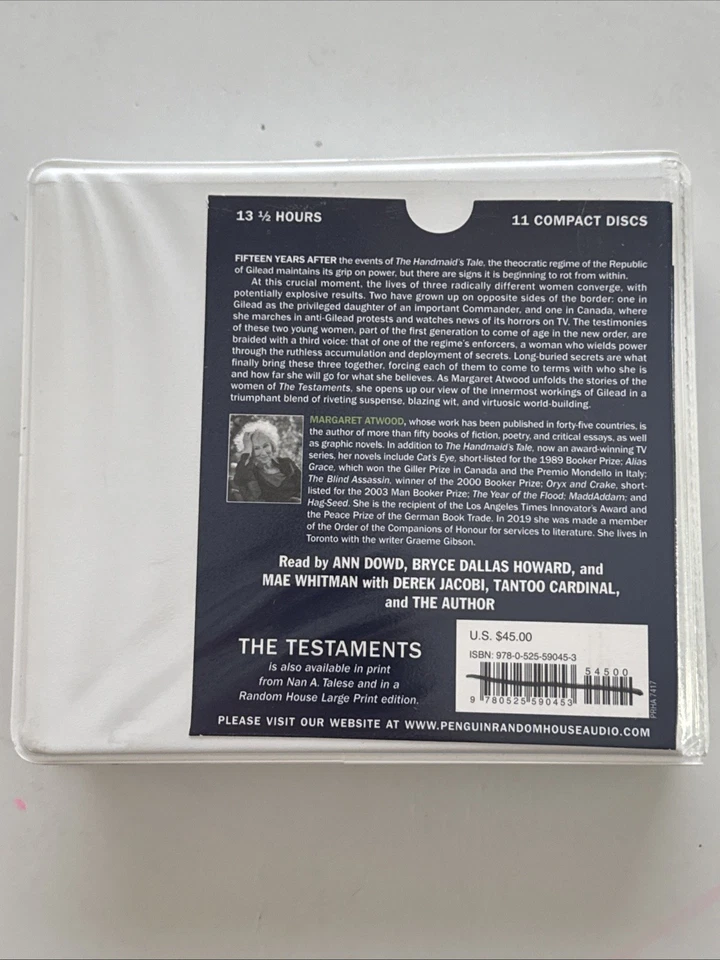 13 ½ HOURS
11 COMPACT DISCS
FIFTEEN YEARS AFTER the events of The Handmaid's Tale, the theocratic regime of the Republic
of Gilead maintains its grip on power, but there are signs it is beginning to rot from within.
At this crucial moment, the lives of three radically different women converge, with
potentially explosive results. Two have grown up on opposite sides of the border: one in
Gilead as the privileged daughter of an important Commander, and one in Canada, where
she marches in anti-Gilead protests and watches news of its horrors on TV. The testimonies
of these two young women, part of the first generation to come of age in the new order, are
braided with a third voice: that of one of the regime's enforcers, a woman who wields power
through the ruthless accumulation and deployment of secrets. Long-buried secrets are what
finally bring these three together, forcing each of them to come to terms with who she is
and how far she will go for what she believes. As Margaret Atwood unfolds the stories of the
women of The Testaments, she opens up our view of the innermost workings of Gilead in a
triumphant blend of riveting suspense, blazing wit, and virtuosic world-building.
MARGARET ATWOOD, whose work has been published in forty-five countries, is
the author of more than fifty books of fiction, poetry, and critical essays, as well
as graphic novels. In addition to The Handmaid's Tale, now an award-winning TV
series, her novels include Cat's Eye, short-listed for the 1989 Booker Prize; Alias
Grace, which won the Giller Prize in Canada and the Premio Mondello in Italy;
The Blind Assassin, winner of the 2000 Booker Prize; Oryx and Crake, short-
listed for the 2003 Man Booker Prize; The Year of the Flood; MaddAddam; and
Hag-Seed. She is the recipient of the Los Angeles Times Innovator's Award and
the Peace Prize of the German Book Trade. In 2019 she was made a member
of the Order of the Companions of Honour for services to literature. She lives in
Toronto with the writer Graeme Gibson.
Read by ANN DOWD, BRYCE DALLAS HOWARD, and
MAE WHITMAN with DEREK JACOBI, TANTOO CARDINAL,
and THE AUTHOR
THE TESTAMENTS
is also available in print
from Nan A. Talese and in a
Random House Large Print edition.
U.S. $45.00
ISBN: 978-0-525-59045-3
54500
9 780525 590453
PRHA 7417
PLEASE VISIT OUR WEBSITE AT WWW.PENGUINRANDOMHOUSEAUDIO.COM